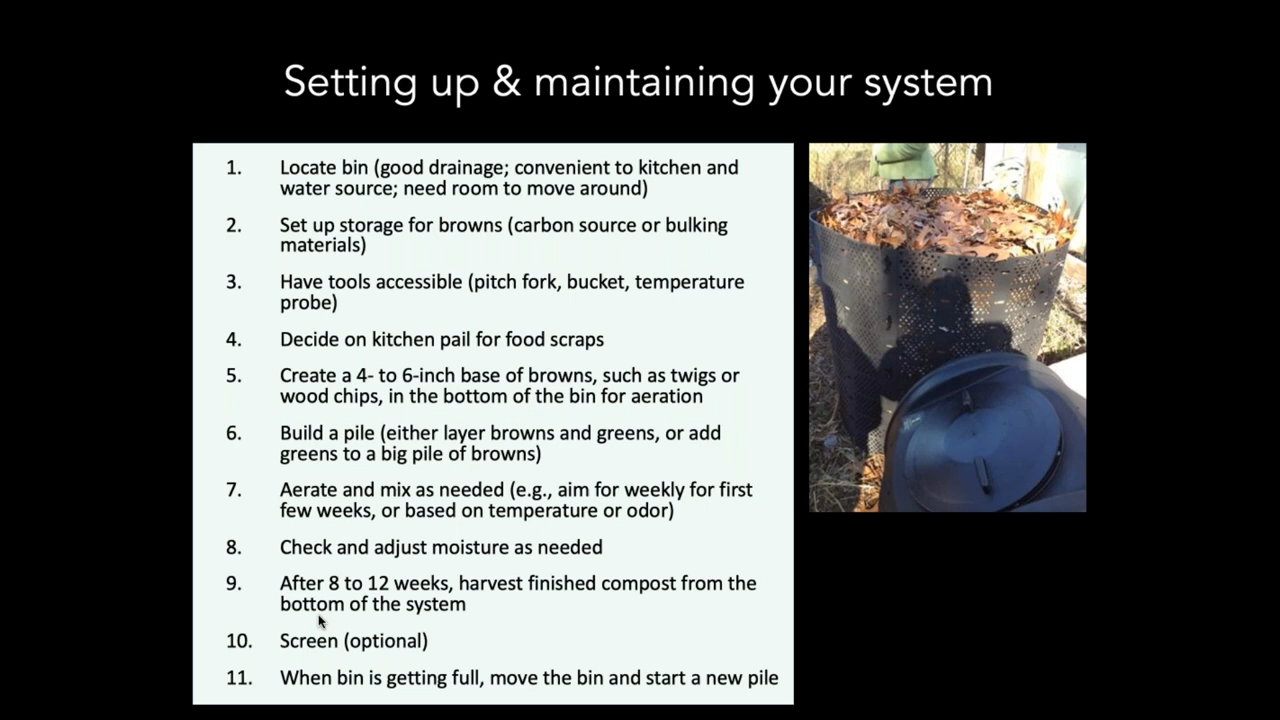 Setting up & maintaining your system
1. Locate bin (good drainage; convenient to kitchen and
water source; need room to move around)
2. Set up storage for browns (carbon source or bulking
materials)
3. Have tools accessible (pitch fork, bucket, temperature
probe)
4. Decide on kitchen pail for food scraps
5. Create a 4- to 6-inch base of browns, such as twigs or
wood chips, in the bottom of the bin for aeration
6. Build a pile (either layer browns and greens, or add
greens to a big pile of browns)
7. Aerate and mix as needed (e.g., aim for weekly for first
few weeks, or based on temperature or odor)
8. Check and adjust moisture as needed
9. After 8 to 12 weeks, harvest finished compost from the
bottom of the system
10. Screen (optional)
11. When bin is getting full, move the bin and start a new pile